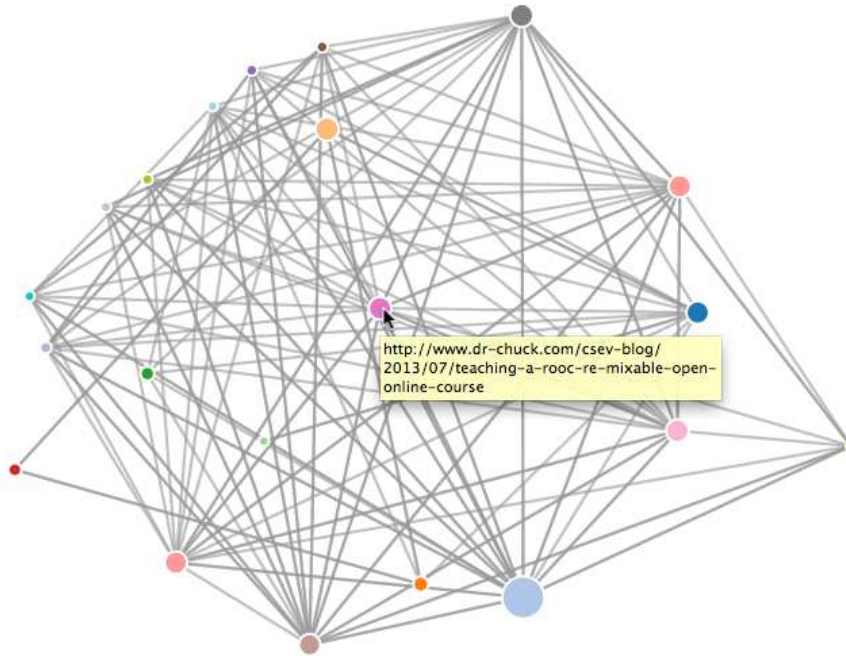 http://www.dr-chuck.com/csev-blog/
2013/07/teaching-a-rooc-re-mixable-open-
online-course